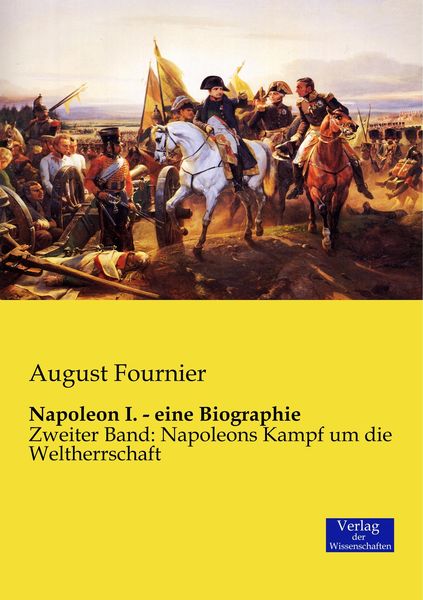 August Fournier
Napoleon I. - eine Biographie
Zweiter Band: Napoleons Kampf um die
Weltherrschaft
Verlag
der
Wissenschaften